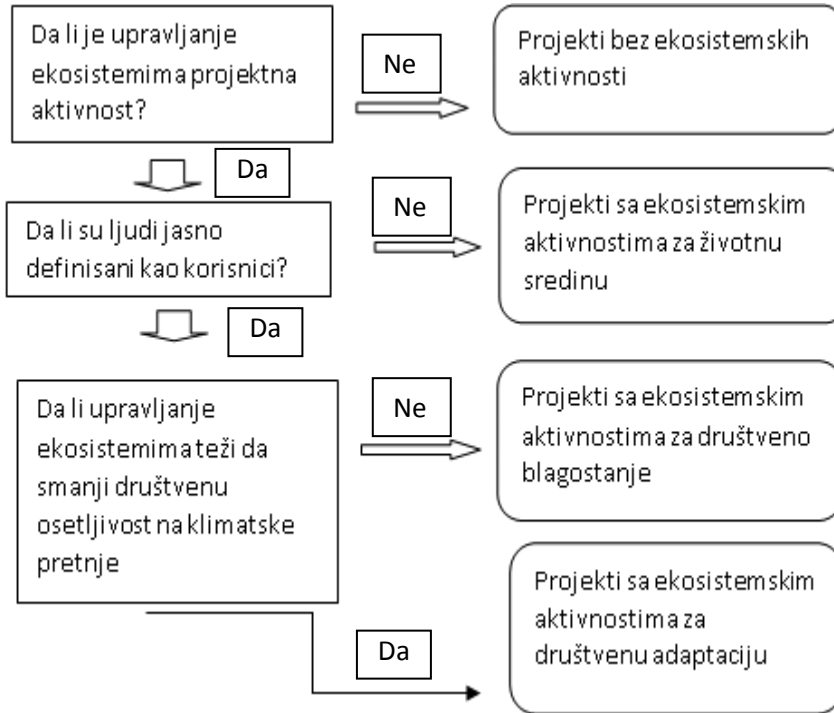 Da li je upravljanje
ekosistemima projektna
aktivnost?
Ne
Projekti bez ekosistemskih
aktivnosti
Da
Da li su ljudi jasno
definisani kao korisnici?
Ne
Projekti sa ekosistemskim
aktivnostima za životnu
sredinu
Da
Da li upravljanje
ekosistemima teži da
smanji društvenu
osetljivost na klimatske
pretnje
Ne
Projekti sa ekosistemskim
aktivnostima za društveno
blagostanje
Da
Projekti sa ekosistemskim
aktivnostima za
društvenu adaptaciju